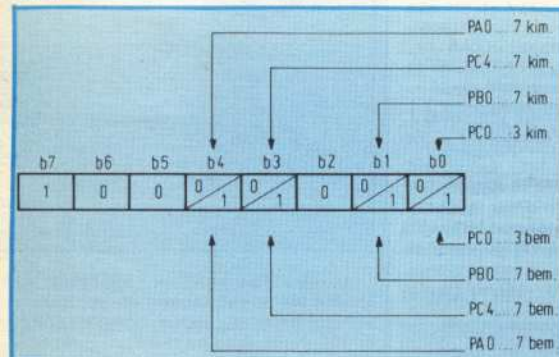 PA0....7 kim.
PC4....7 kim.
PB0....7 kim.
PC0....3 kim.
b7 b6 b5 b4 b3 b2 b1 b0
1 0 0 0/1 0/1 0 0/1 0/1
PC0....3 bem.
PB0....7 bem.
PC4....7 bem.
PA0....7 bem.